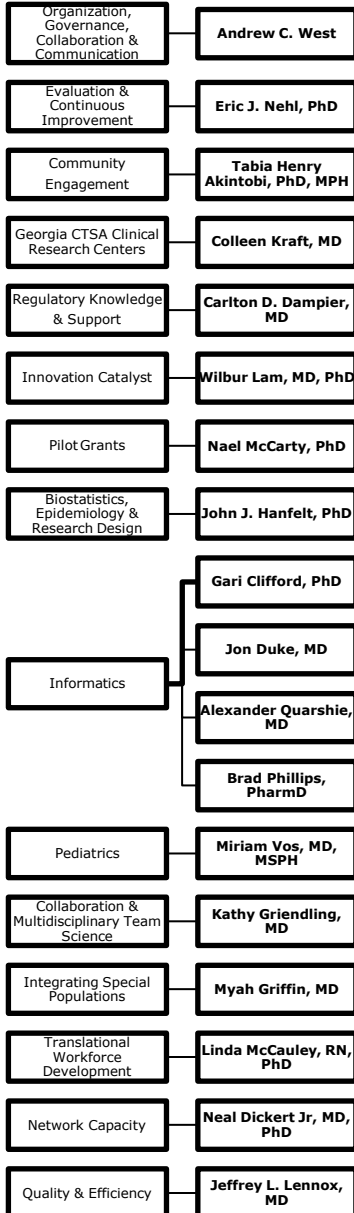 Organization,
Governance,
Collaboration &
Communication
Andrew C. West
Evaluation &
Continuous
Improvement
Eric J. Nehl, PhD
Community
Engagement
Tabia Henry
Akintobi, PhD, MPH
Georgia CTSA Clinical
Research Centers
Colleen Kraft, MD
Regulatory Knowledge
& Support
Carlton D. Dampier,
MD
Innovation Catalyst
Wilbur Lam, MD, PhD
Pilot Grants
Nael McCarty, PhD
Biostatistics,
Epidemiology &
Research Design
John J. Hanfelt, PhD
Informatics
Gari Clifford, PhD
Jon Duke, MD
Alexander Quarshie,
MD
Brad Phillips,
PharmD
Pediatrics
Miriam Vos, MD,
MSPH
Collaboration &
Multidisciplinary Team
Science
Kathy Griendling,
MD
Integrating Special
Populations
Myah Griffin, MD
Translational
Workforce
Development
Linda McCauley, RN,
PhD
Network Capacity
Neal Dickert Jr, MD,
PhD
Quality & Efficiency
Jeffrey L. Lennox,
MD